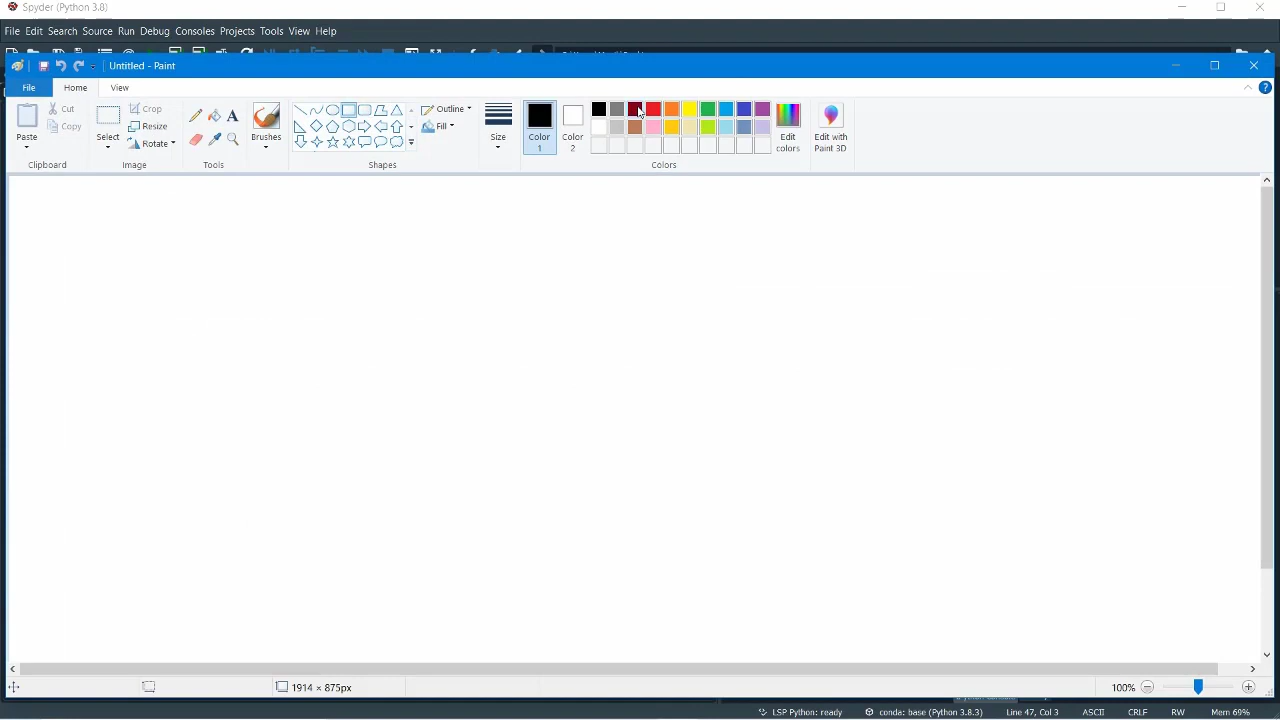 Spyder (Python 3.8)
File Edit Search Source Run Debug Consoles Projects Tools View Help
Untitled - Paint
File Home View
Cut
Copy
Paste
Clipboard
Crop
Resize
Rotate
Select
Image
Tools
Brushes
Outline
Fill
Shapes
Size
Color 1
Color 2
Colors
Edit colors
Edit with Paint 3D
1914 × 875px
100%
LSP Python: ready conda: base (Python 3.8.3) Line 47, Col 3 ASCII CRLF RW Mem 69%